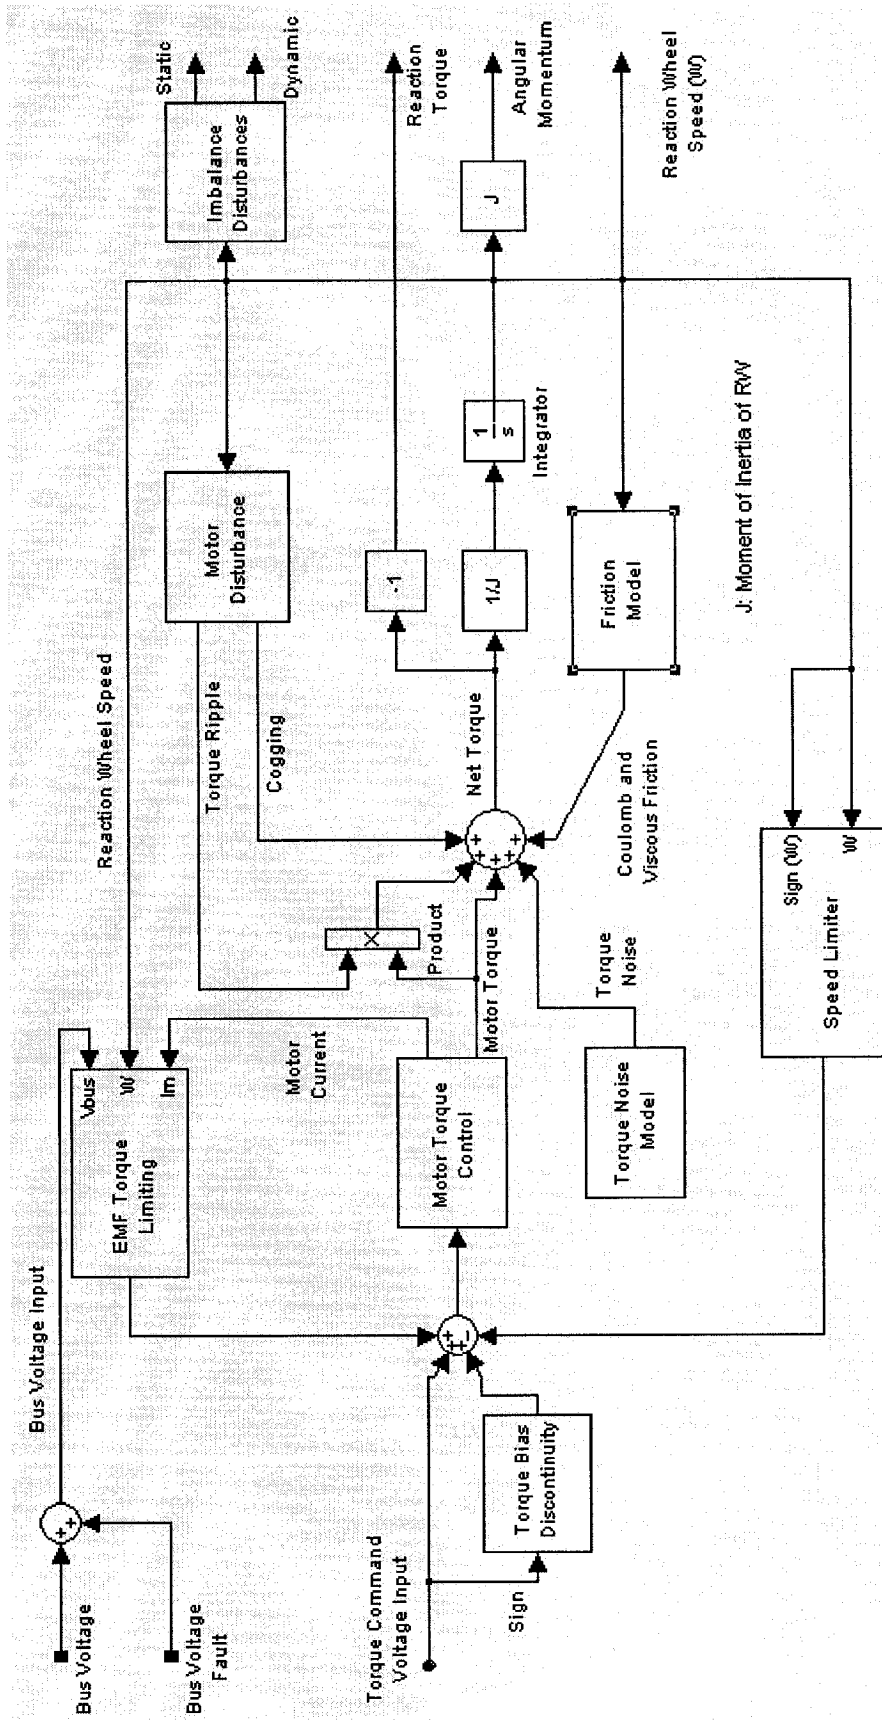 Bus Voltage
Bus Voltage
Fault
Bus Voltage Input
Vbus
W
Im
EMF Torque
Limiting
Reaction Wheel Speed
Imbalance
Disturbances
Static
Dynamic
Motor
Disturbance
Torque Ripple
Cogging
Motor
Current
Product
X
-1
Reaction
Torque
Torque Command
Voltage Input
Sign
Torque Bias
Discontinuity
+
+
+
+
+
-
Motor Torque
Control
Motor Torque
+
+
+
+
+
Net Torque
1/J
1
s
Integrator
J
Angular
Momentum
Torque Noise
Model
Torque
Noise
Coulomb and
Viscous Friction
Friction
Model
Reaction Wheel
Speed (W)
Sign (W)
W
Speed Limiter
J: Moment of Inertia of RW